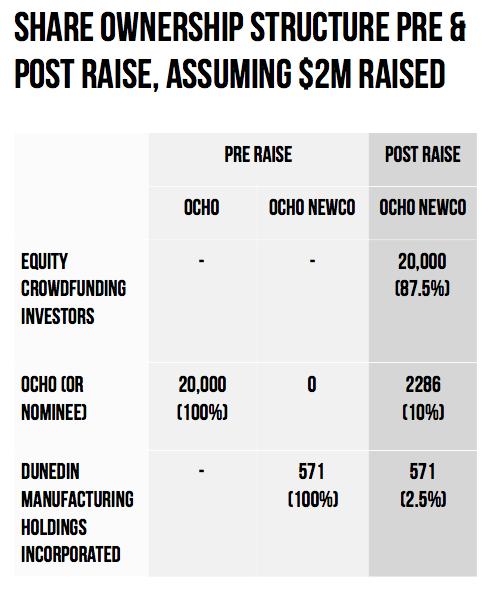 SHARE OWNERSHIP STRUCTURE PRE &
POST RAISE, ASSUMING $2M RAISED
PRE RAISE POST RAISE
OCHO OCHO NEWCO OCHO NEWCO
EQUITY - - 20,000
CROWDFUNDING (87.5%)
INVESTORS
OCHO (OR 20,000 0 2286
NOMINEE) (100%) (10%)
DUNEDIN - 571 571
MANUFACTURING (100%) (2.5%)
HOLDINGS
INCORPORATED